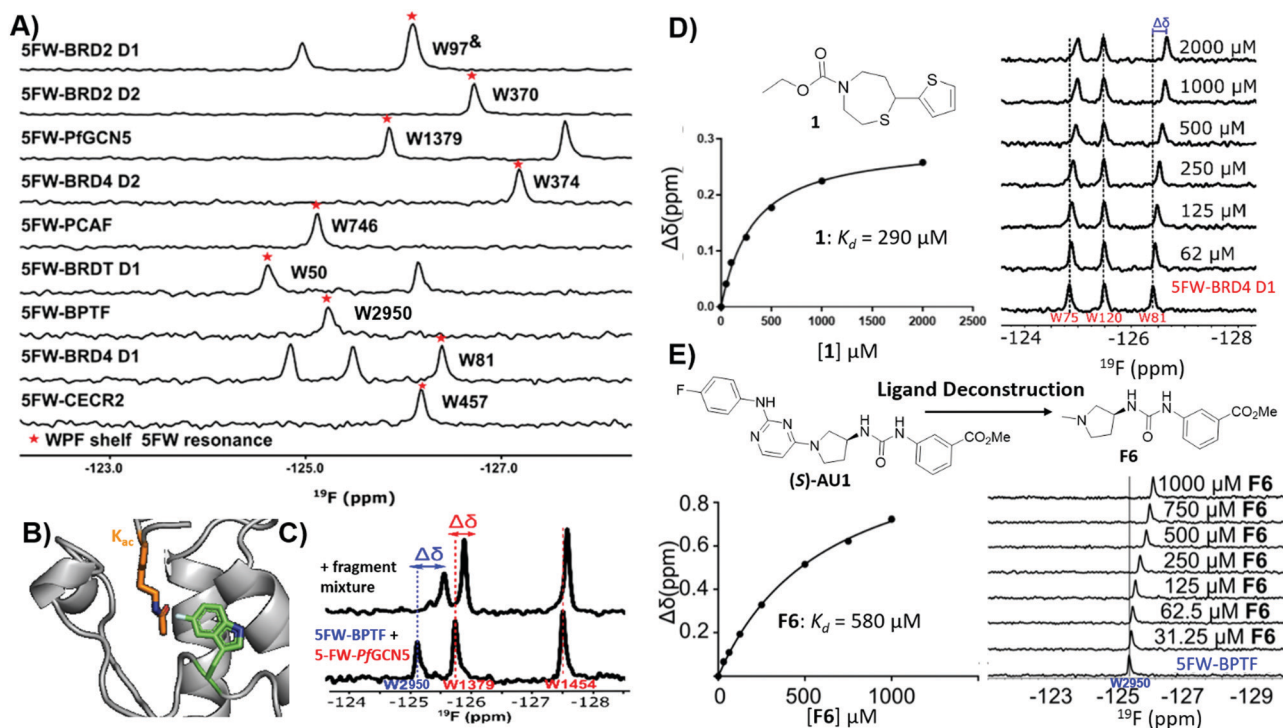 A)
5FW-BRD2 D1
W97&
5FW-BRD2 D2
W370
5FW-PfGCN5
W1379
5FW-BRD4 D2
W374
5FW-PCAF
W746
5FW-BRDT D1
W50
5FW-BPTF
W2950
5FW-BRD4 D1
W81
5FW-CECR2
W457
★ WPF shelf 5FW resonance
-123.0 -125.0 -127.0
¹⁹F (ppm)
B)
Kac
C)
Δδ
Δδ
+ fragment
mixture
5FW-BPTF +
5-FW-PfGCN5
W2950 W1379 W1454
-124 -125 -126 -127 -128
¹⁹F (ppm)
D)
O
O
N
S
S
1
0.3
0.2
0.1
0.0
Δδ(ppm)
1: Kd = 290 µM
0 500 1000 1500 2000 2500
[1] µM
Δδ
2000 µM
1000 µM
500 µM
250 µM
125 µM
62 µM
5FW-BRD4 D1
W75 W120 W81
-124 -126 -128
¹⁹F (ppm)
E)
Ligand Deconstruction
F
NH
N
N
N
H
N
H
N
O
CO₂Me
(S)-AU1
N
H
N
H
N
O
CO₂Me
F6
0.8
0.6
0.4
0.2
Δδ(ppm)
F6: Kd = 580 µM
0 500 1000
[F6] µM
1000 µM F6
750 µM F6
500 µM F6
250 µM F6
125 µM F6
62.5 µM F6
31.25 µM F6
5FW-BPTF
W2950
-123 -125 -127 -129
¹⁹F (ppm)